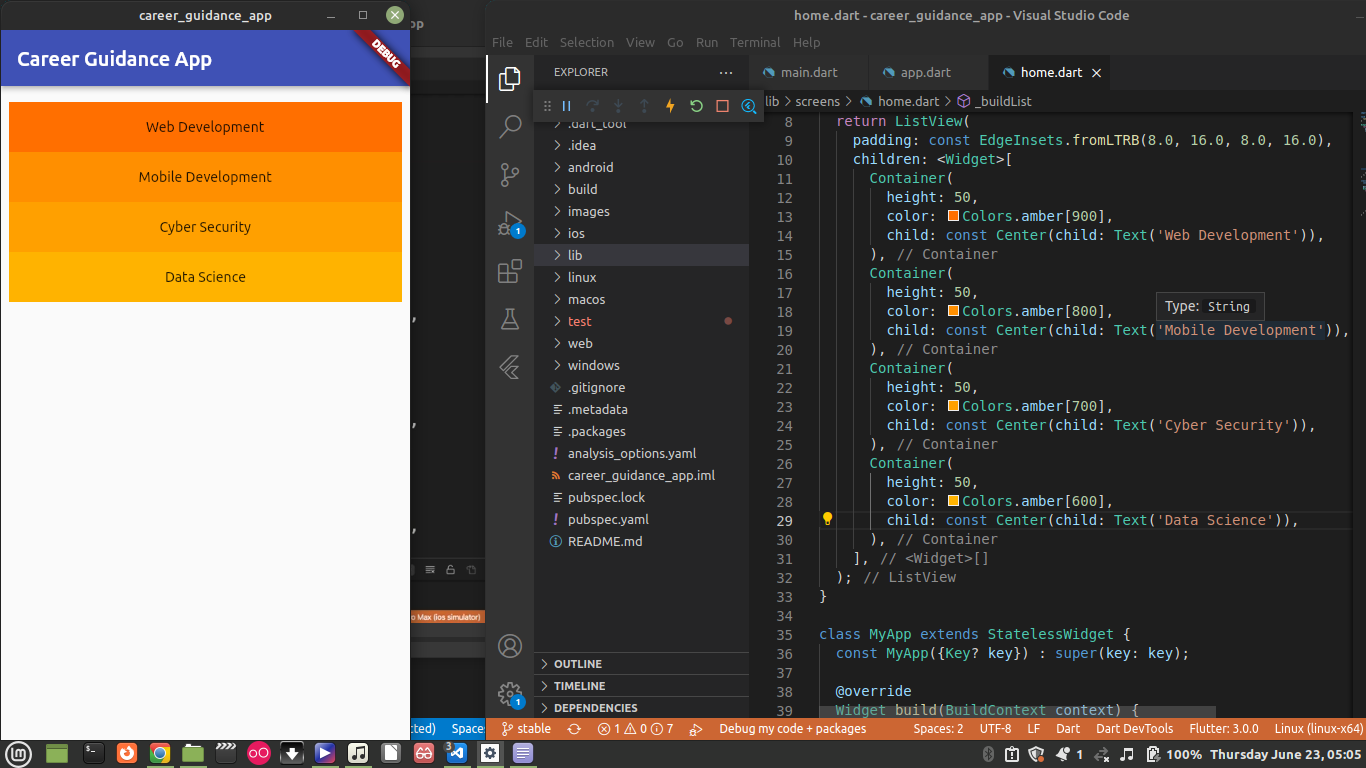 career_guidance_app
Career Guidance App
DEBUG
Web Development
Mobile Development
Cyber Security
Data Science
op
o Max (ios simulator)
cted)
Space
home.dart - career_guidance_app - Visual Studio Code
File Edit Selection View Go Run Terminal Help
EXPLORER
main.dart
app.dart
home.dart
lib > screens > home.dart > _buildList
.dart_tool
.idea
android
build
images
ios
lib
linux
macos
test
web
windows
.gitignore
.metadata
.packages
analysis_options.yaml
career_guidance_app.iml
pubspec.lock
pubspec.yaml
README.md
OUTLINE
TIMELINE
DEPENDENCIES
1
1
8 return ListView(
9 padding: const EdgeInsets.fromLTRB(8.0, 16.0, 8.0, 16.0),
10 children: <Widget>[
11 Container(
12 height: 50,
13 color: Colors.amber[900],
14 child: const Center(child: Text('Web Development')),
15 ), // Container
16 Container(
17 height: 50,
18 color: Colors.amber[800],
Type: String
19 child: const Center(child: Text('Mobile Development')),
20 ), // Container
21 Container(
22 height: 50,
23 color: Colors.amber[700],
24 child: const Center(child: Text('Cyber Security')),
25 ), // Container
26 Container(
27 height: 50,
28 color: Colors.amber[600],
29 child: const Center(child: Text('Data Science')),
30 ), // Container
31 ], // <Widget>[]
32 ); // ListView
33 }
34
35 class MyApp extends StatelessWidget {
36 const MyApp({Key? key}) : super(key: key);
37
38 @override
39 Widget build(BuildContext context) {
stable 1 0 7 Debug my code + packages Spaces: 2 UTF-8 LF Dart Dart DevTools Flutter: 3.0.0 Linux (linux-x64)
3
1 100% Thursday June 23, 05:05